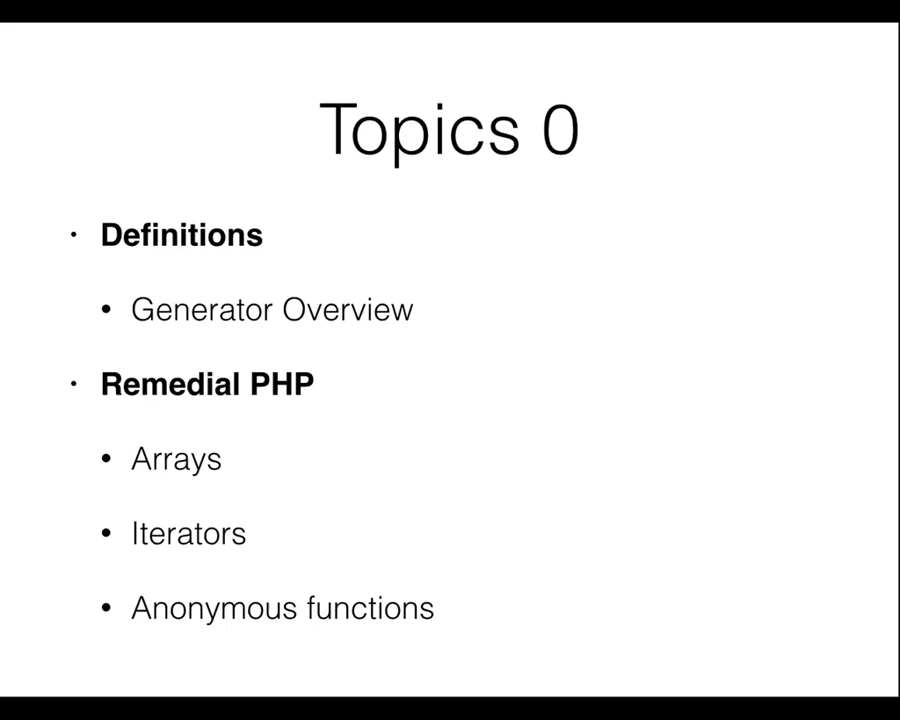 Topics 0
• Definitions
• Generator Overview
• Remedial PHP
• Arrays
• Iterators
• Anonymous functions